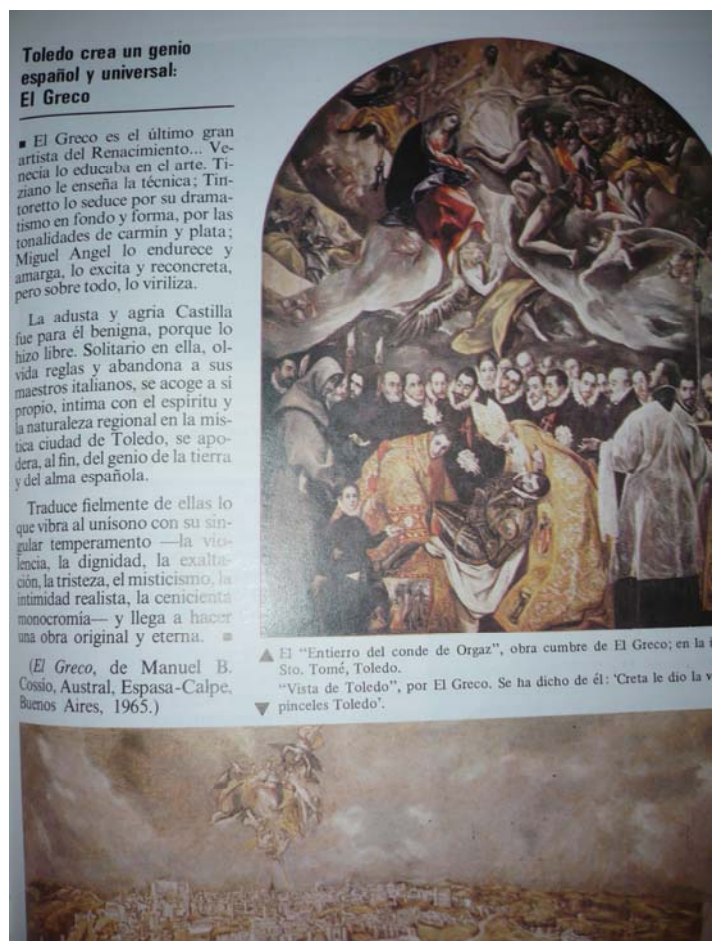 Toledo crea un genio
español y universal:
El Greco
■ El Greco es el último gran
artista del Renacimiento... Ve-
necia lo educaba en el arte. Ti-
ziano le enseña la técnica; Tin-
toretto lo seduce por su drama-
tismo en fondo y forma, por las
tonalidades de carmín y plata;
Miguel Angel lo endurece y
amarga, lo excita y reconcreta,
pero sobre todo, lo viriliza.
La adusta y agria Castilla
fue para él benigna, porque lo
hizo libre. Solitario en ella, ol-
vida reglas y abandona a sus
maestros italianos, se acoge a sí
propio, intima con el espíritu y
la naturaleza regional en la mís-
tica ciudad de Toledo, se apo-
dera, al fin, del genio de la tierra
y del alma española.
Traduce fielmente de ellas lo
que vibra al unísono con su sin-
gular temperamento —la vio-
lencia, la dignidad, la exalta-
ción, la tristeza, el misticismo, la
intimidad realista, la cenicienta
monocromía— y llega a hacer
una obra original y eterna. ■
(El Greco, de Manuel B.
Cossio, Austral, Espasa-Calpe,
Buenos Aires, 1965.)
▲ El "Entierro del conde de Orgaz", obra cumbre de El Greco; en la
Sto. Tomé, Toledo.
"Vista de Toledo", por El Greco. Se ha dicho de él: 'Creta le dio la
▼ pinceles Toledo'.